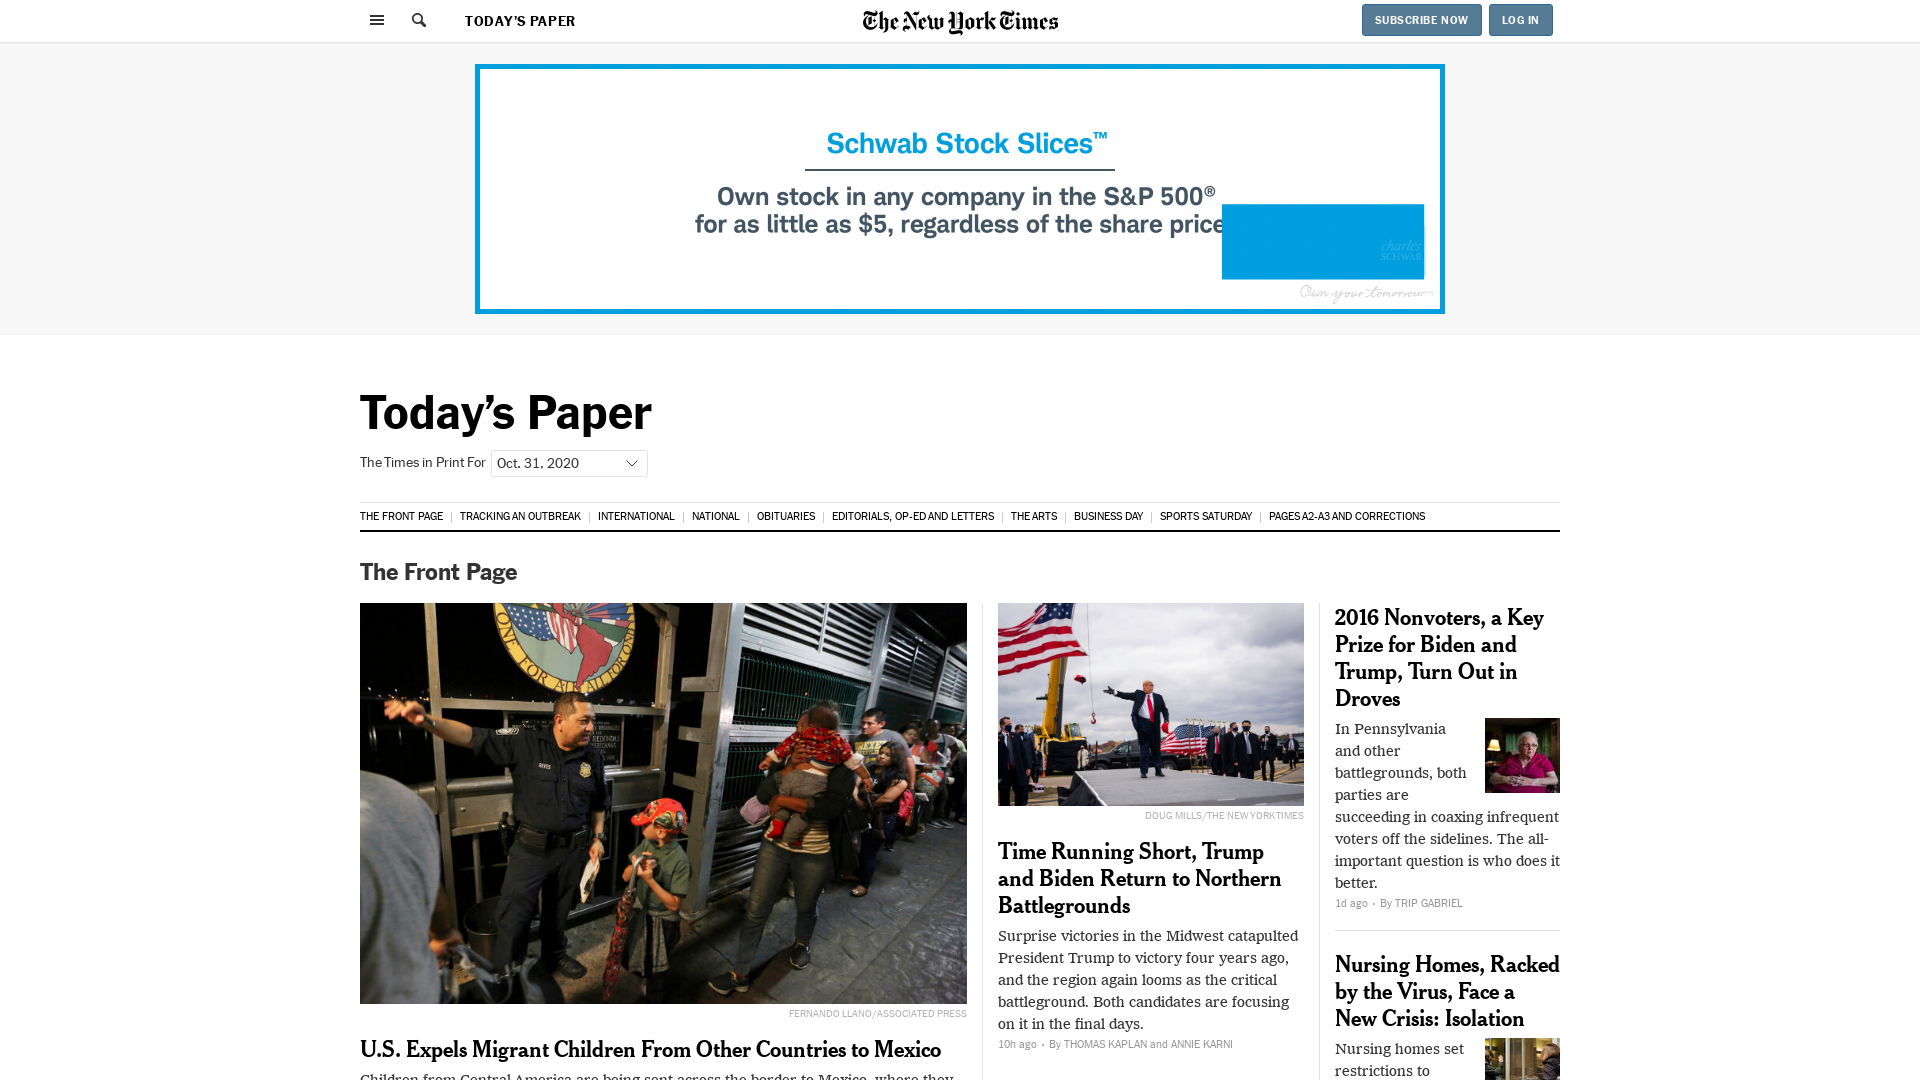 TODAY'S PAPER
The New York Times
SUBSCRIBE NOW
LOG IN
Schwab Stock Slices™
Own stock in any company in the S&P 500®
for as little as $5, regardless of the share price
charles
SCHWAB
Own your tomorrow
Today's Paper
The Times in Print For
Oct. 31, 2020
THE FRONT PAGE
TRACKING AN OUTBREAK
INTERNATIONAL
NATIONAL
OBITUARIES
EDITORIALS, OP-ED AND LETTERS
THE ARTS
BUSINESS DAY
SPORTS SATURDAY
PAGES A2-A3 AND CORRECTIONS
The Front Page
ONE FOR ALL ALL FOR ONE
FERNANDO LLANO/ASSOCIATED PRESS
U.S. Expels Migrant Children From Other Countries to Mexico
Children from Central America are being sent across the border to Mexico, where they
DOUG MILLS/THE NEW YORK TIMES
Time Running Short, Trump
and Biden Return to Northern
Battlegrounds
Surprise victories in the Midwest catapulted
President Trump to victory four years ago,
and the region again looms as the critical
battleground. Both candidates are focusing
on it in the final days.
10h ago • By THOMAS KAPLAN and ANNIE KARNI
2016 Nonvoters, a Key
Prize for Biden and
Trump, Turn Out in
Droves
In Pennsylvania
and other
battlegrounds, both
parties are
succeeding in coaxing infrequent
voters off the sidelines. The all-
important question is who does it
better.
1d ago • By TRIP GABRIEL
Nursing Homes, Racked
by the Virus, Face a
New Crisis: Isolation
Nursing homes set
restrictions to